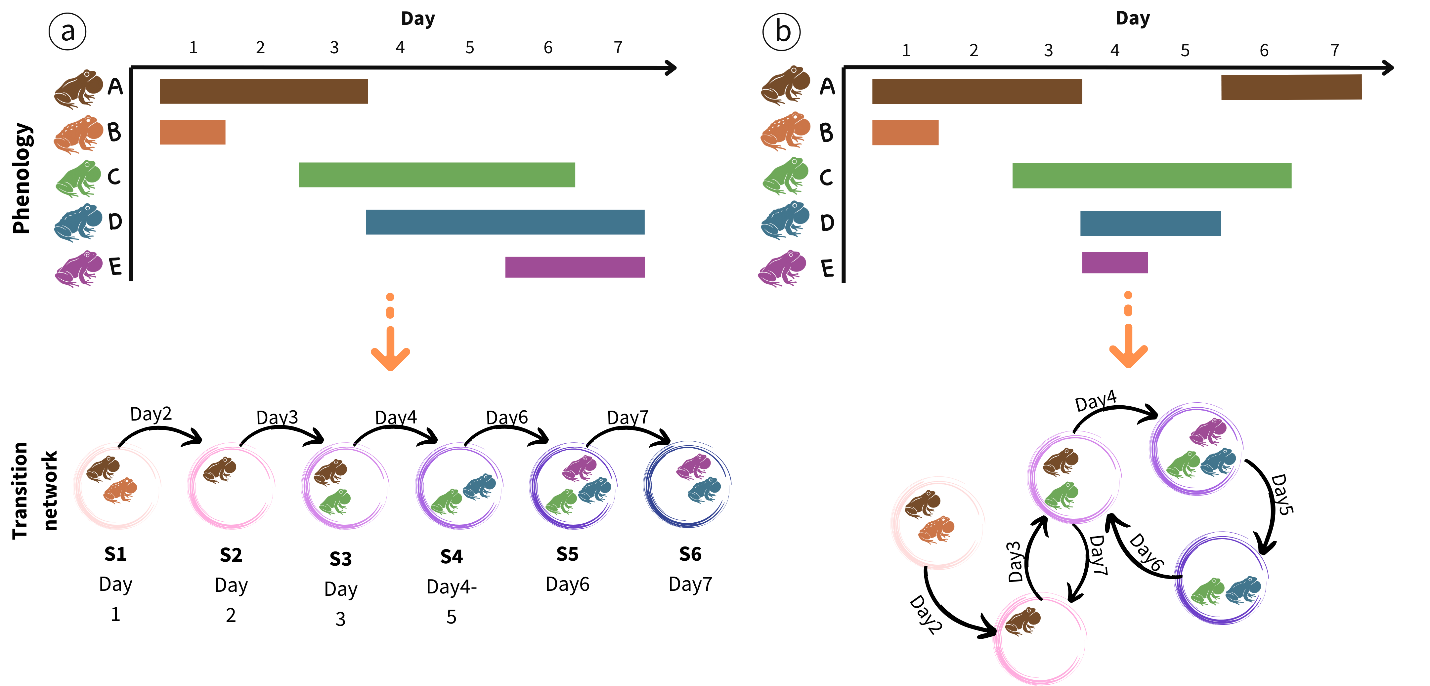 a
Day
1 2 3 4 5 6 7
Phenology
A
B
C
D
E
Transition
network
Day2 Day3 Day4 Day6 Day7
S1 S2 S3 S4 S5 S6
Day Day Day Day4- Day6 Day7
1 2 3 5
b
Day
1 2 3 4 5 6 7
A
B
C
D
E
Day4
Day5
Day6
Day7
Day3
Day2